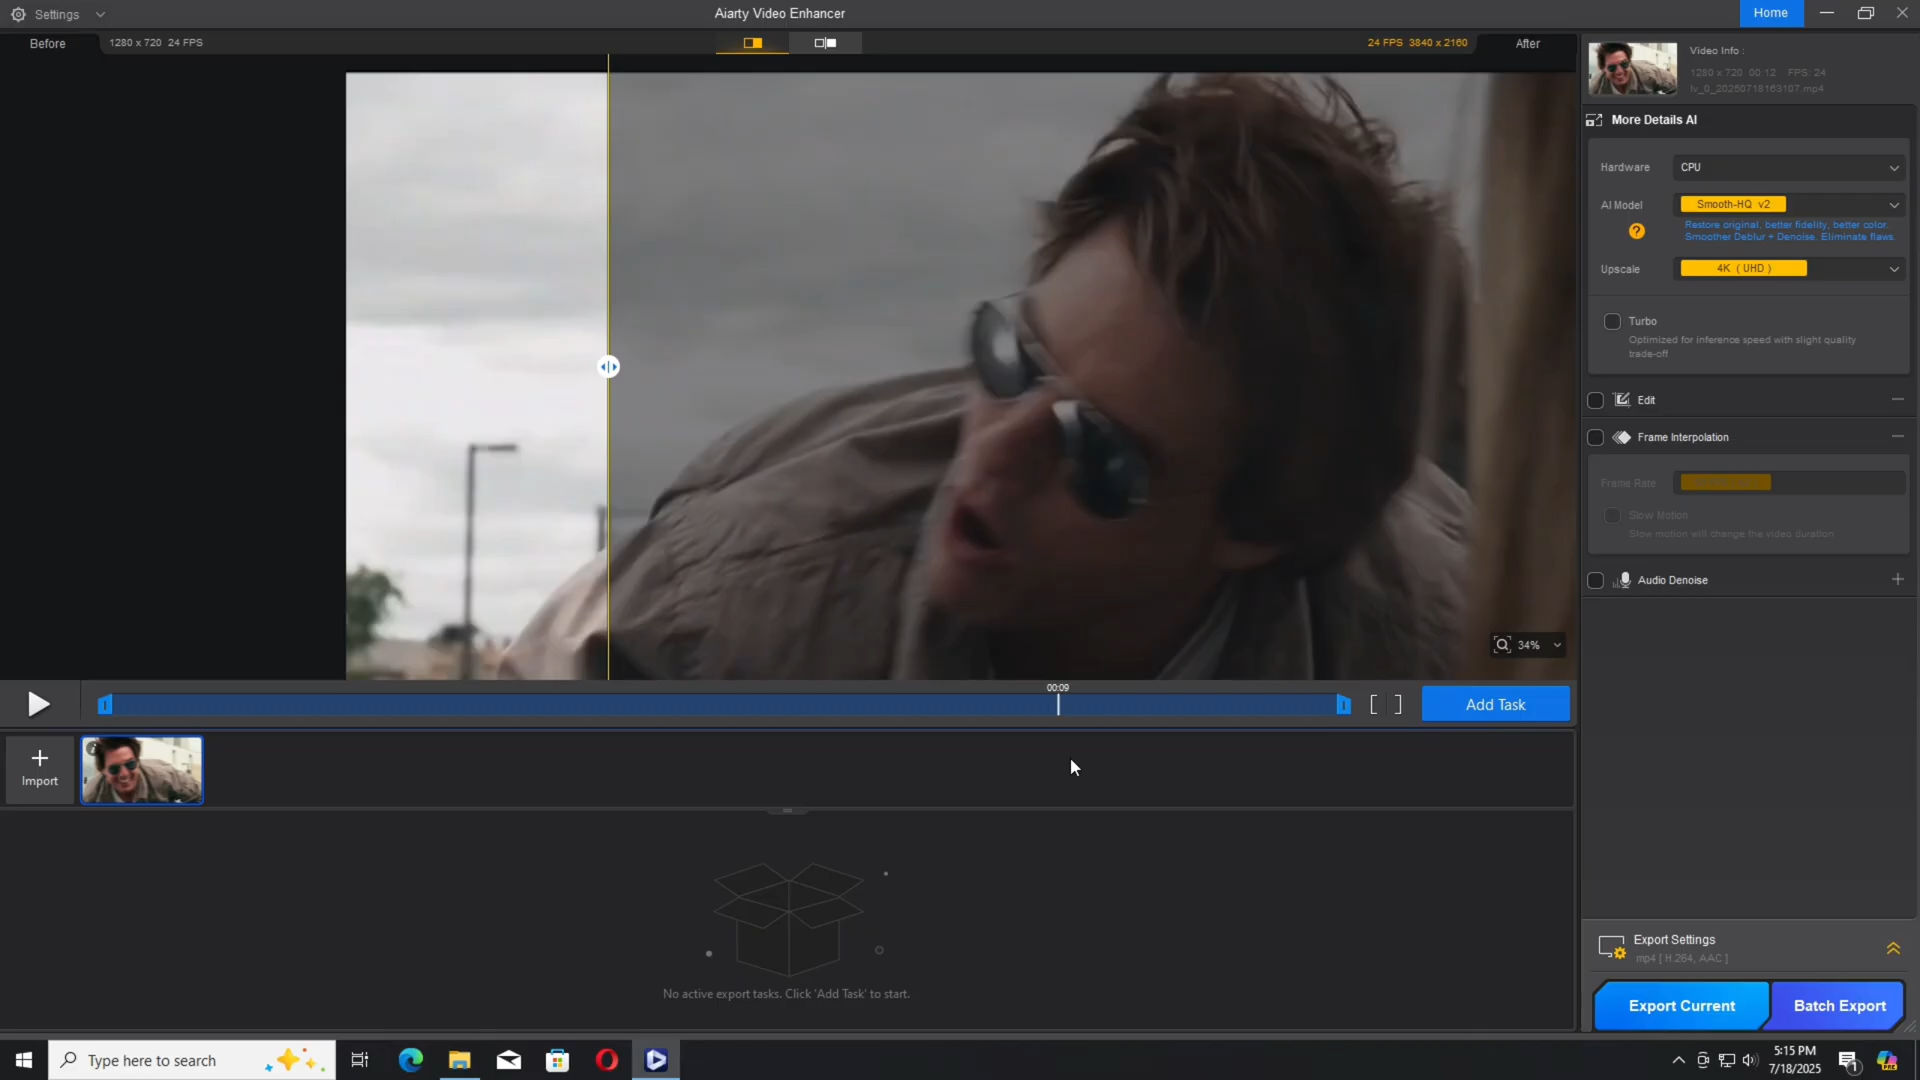 Settings
Aiarty Video Enhancer
Home
Before
1280 x 720 24 FPS
24 FPS 3840 x 2160
After
Video Info :
1280 x 720 00:12 FPS: 24
lv_0_20250718163107.mp4
More Details AI
Hardware
CPU
AI Model
Smooth-HQ v2
?
Restore original, better fidelity, better color.
Smoother Deblur + Denoise. Eliminate flaws.
Upscale
4K ( UHD )
Turbo
Optimized for inference speed with slight quality
trade-off
Edit
Frame Interpolation
Frame Rate
Slow Motion
Slow motion will change the video duration
Audio Denoise
34%
00:09
[ ]
Add Task
Import
No active export tasks. Click 'Add Task' to start.
Export Settings
mp4 [ H.264, AAC ]
Export Current
Batch Export
Type here to search
5:15 PM
7/18/2025
1
PRE